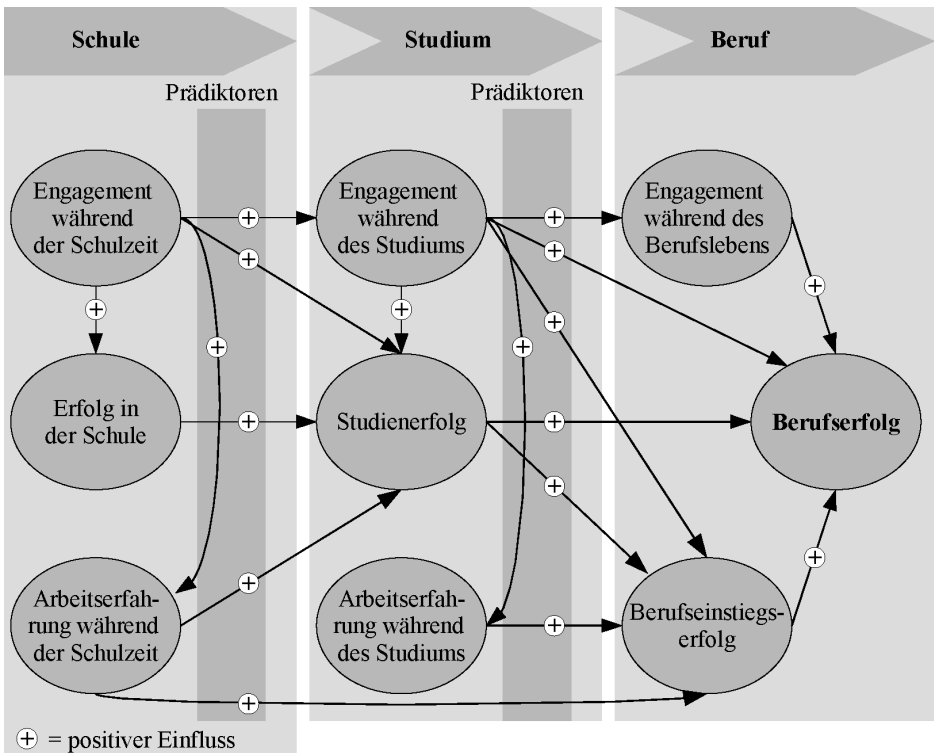 Schule
Studium
Beruf
Prädiktoren
Prädiktoren
Engagement
während
der Schulzeit
+
+
Engagement
während
des Studiums
+
+
Engagement
während des
Berufslebens
+
+
+
+
+
+
Erfolg in
der Schule
+
Studienerfolg
+
+
Berufserfolg
Arbeitserfah-
rung während
der Schulzeit
+
Arbeitserfah-
rung während
des Studiums
+
Berufseinstiegs-
erfolg
+
+
+ = positiver Einfluss